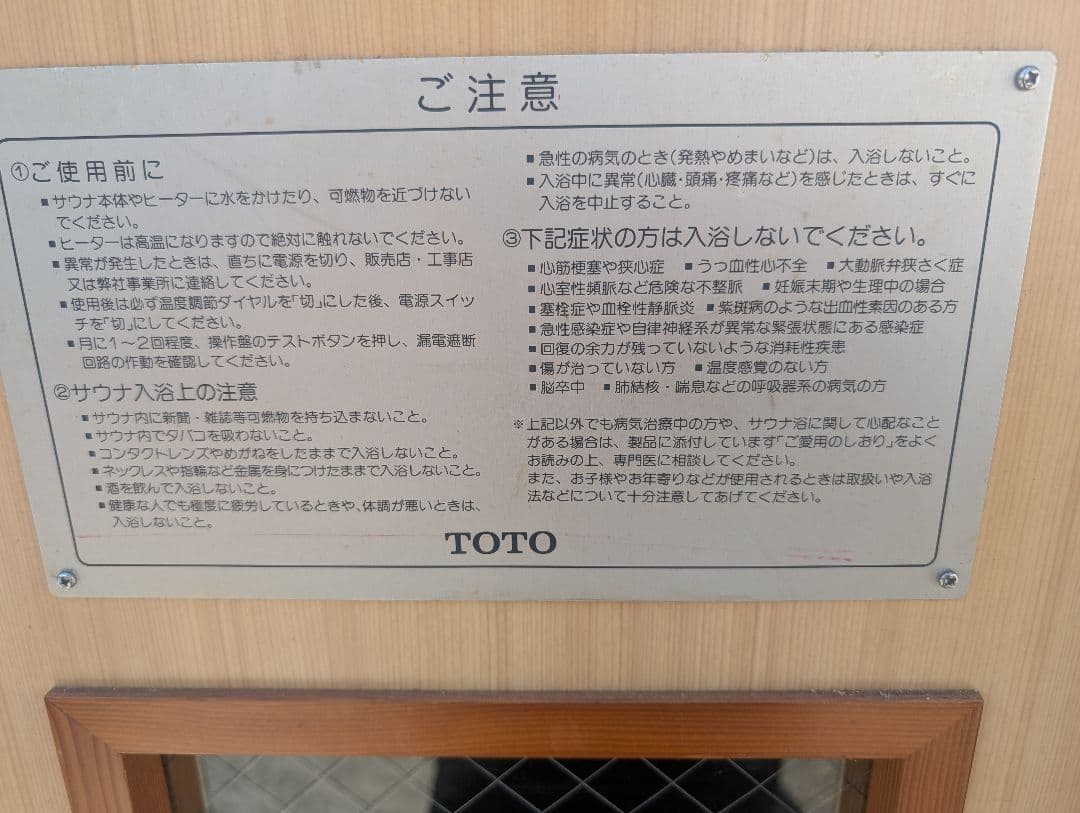 ご注意
①ご使用前に
■サウナ本体やヒーターに水をかけたり、可燃物を近づけない
でください。
■ヒーターは高温になりますので絶対に触れないでください。
■異常が発生したときは、直ちに電源を切り、販売店・工事店
又は弊社事業所に連絡してください。
■使用後は必ず温度調節ダイヤルを「切」にした後、電源スイッ
チを「切」にしてください。
■月に1〜2回程度、操作盤のテストボタンを押し、漏電遮断
回路の作動を確認してください。
②サウナ入浴上の注意
■サウナ内に新聞・雑誌等可燃物を持ち込まないこと。
■サウナ内でタバコを吸わないこと。
■コンタクトレンズやめがねをしたままで入浴しないこと。
■ネックレスや指輪など金属を身につけたままで入浴しないこと。
■酒を飲んで入浴しないこと。
■健康な人でも極度に疲労しているときや、体調が悪いときは、
入浴しないこと。
■急性の病気のとき(発熱やめまいなど)は、入浴しないこと。
■入浴中に異常(心臓・頭痛・疼痛など)を感じたときは、すぐに
入浴を中止すること。
③下記症状の方は入浴しないでください。
■心筋梗塞や狭心症 ■うっ血性心不全 ■大動脈弁狭さく症
■心室性頻脈など危険な不整脈 ■妊娠末期や生理中の場合
■塞栓症や血栓性静脈炎 ■紫斑病のような出血性素因のある方
■急性感染症や自律神経系が異常な緊張状態にある感染症
■回復の余力が残っていないような消耗性疾患
■傷が治っていない方 ■温度感覚のない方
■脳卒中 ■肺結核・喘息などの呼吸器系の病気の方
※上記以外でも病気治療中の方や、サウナ浴に関して心配なこと
がある場合は、製品に添付しています「ご愛用のしおり」をよく
お読みの上、専門医に相談してください。
また、お子様やお年寄りなどが使用されるときは取扱いや入浴
法などについて十分注意してあげてください。
TOTO